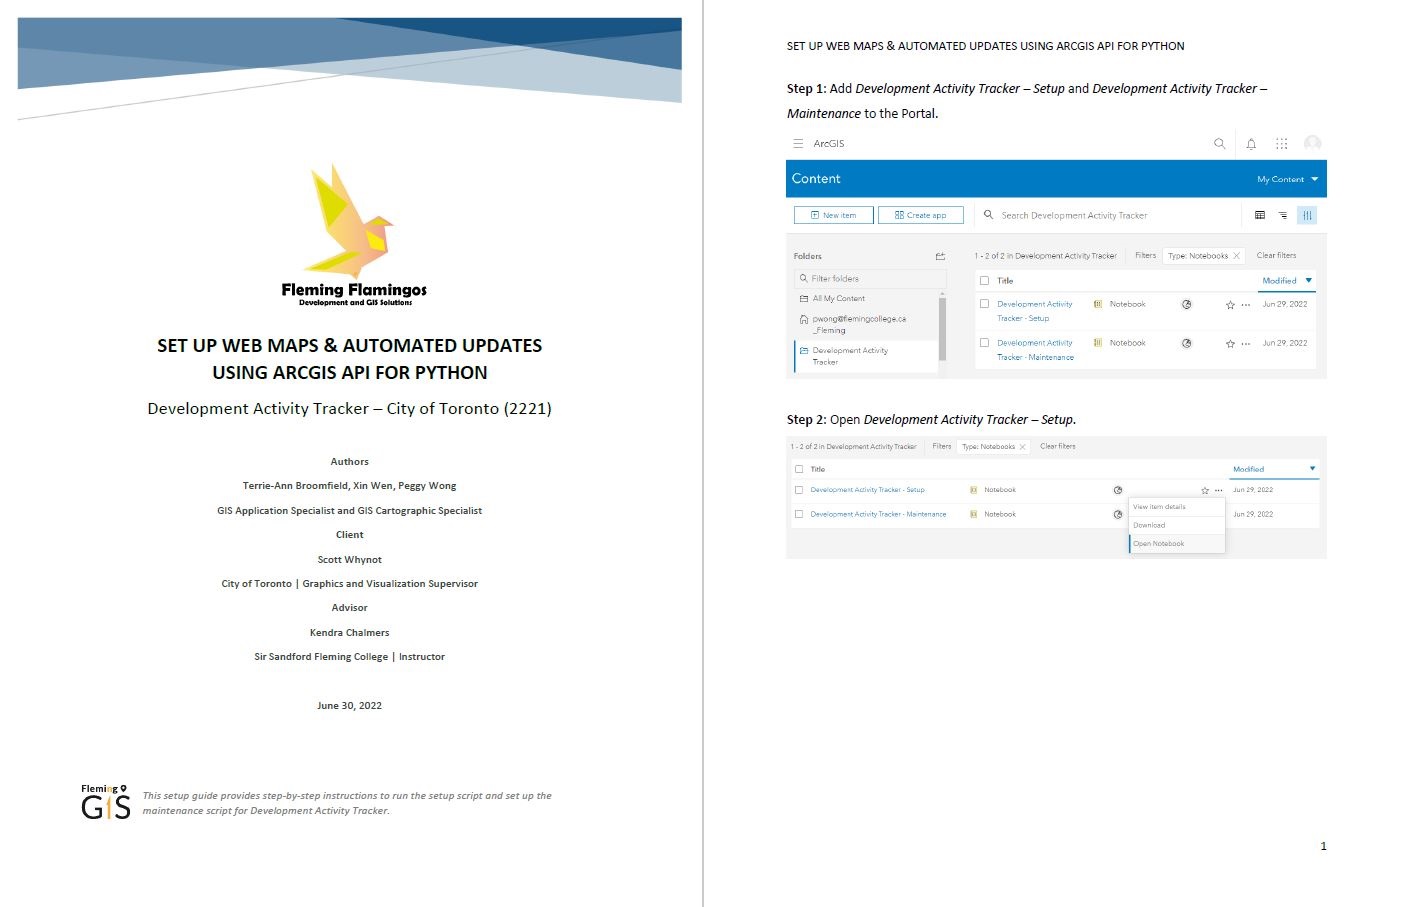 Fleming Flamingos
Development and GIS Solutions
SET UP WEB MAPS & AUTOMATED UPDATES
USING ARCGIS API FOR PYTHON
Development Activity Tracker – City of Toronto (2221)
Authors
Terrie-Ann Broomfield, Xin Wen, Peggy Wong
GIS Application Specialist and GIS Cartographic Specialist
Client
Scott Whynot
City of Toronto | Graphics and Visualization Supervisor
Advisor
Kendra Chalmers
Sir Sandford Fleming College | Instructor
June 30, 2022
Fleming
GIS
This setup guide provides step-by-step instructions to run the setup script and set up the
maintenance script for Development Activity Tracker.
SET UP WEB MAPS & AUTOMATED UPDATES USING ARCGIS API FOR PYTHON
Step 1: Add Development Activity Tracker – Setup and Development Activity Tracker –
Maintenance to the Portal.
ArcGIS
Content My Content
New item Create app Search Development Activity Tracker
Folders
Filter folders
All My Content
pwong@flemingcollege.ca
_Fleming
Development Activity
Tracker
1 - 2 of 2 in Development Activity Tracker Filters Type: Notebooks Clear filters
Title Modified
Development Activity Notebook Jun 29, 2022
Tracker - Setup
Development Activity Notebook Jun 29, 2022
Tracker - Maintenance
Step 2: Open Development Activity Tracker – Setup.
1 - 2 of 2 in Development Activity Tracker Filters Type: Notebooks Clear filters
Title Modified
Development Activity Tracker - Setup Notebook Jun 29, 2022
Development Activity Tracker - Maintenance Notebook Jun 29, 2022
View item details
Download
Open Notebook
1